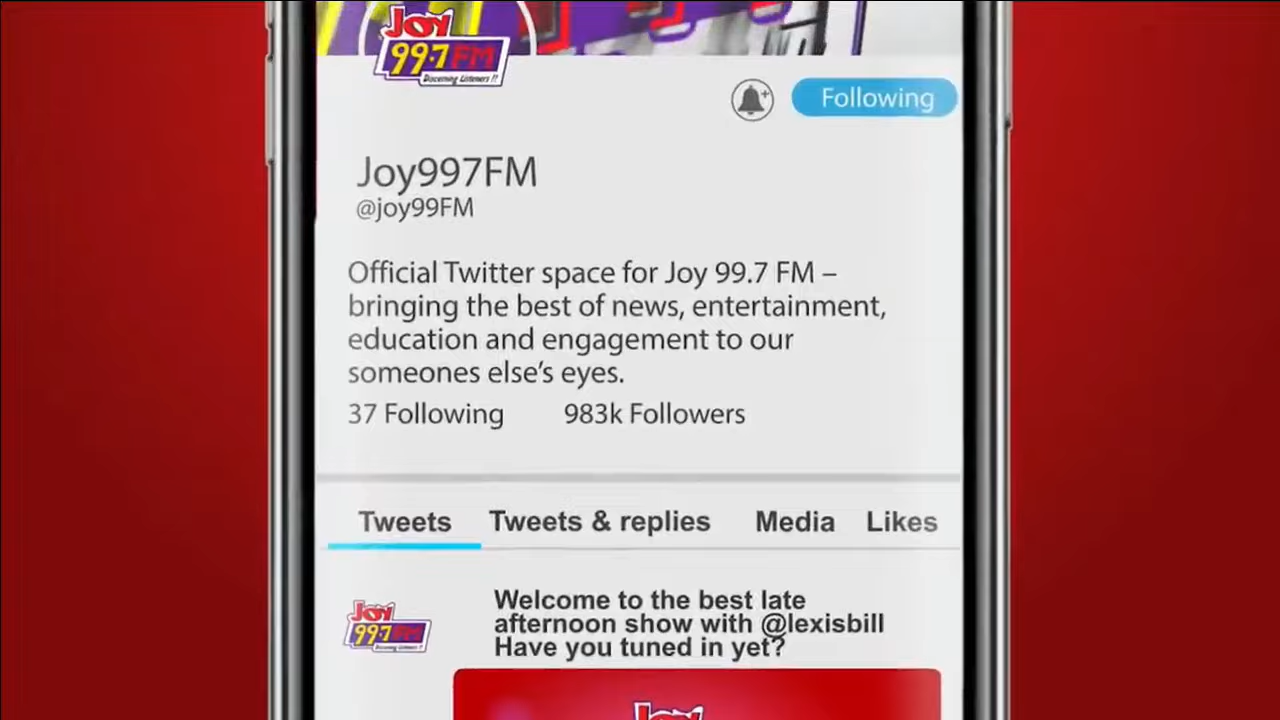 Joy
99.7 FM
Discerning Listeners !!
Following
Joy997FM
@joy99FM
Official Twitter space for Joy 99.7 FM –
bringing the best of news, entertainment,
education and engagement to our
someones else’s eyes.
37 Following 983k Followers
Tweets Tweets & replies Media Likes
Joy
99.7 FM
Discerning Listeners !!
Welcome to the best late
afternoon show with @lexisbill
Have you tuned in yet?
Joy